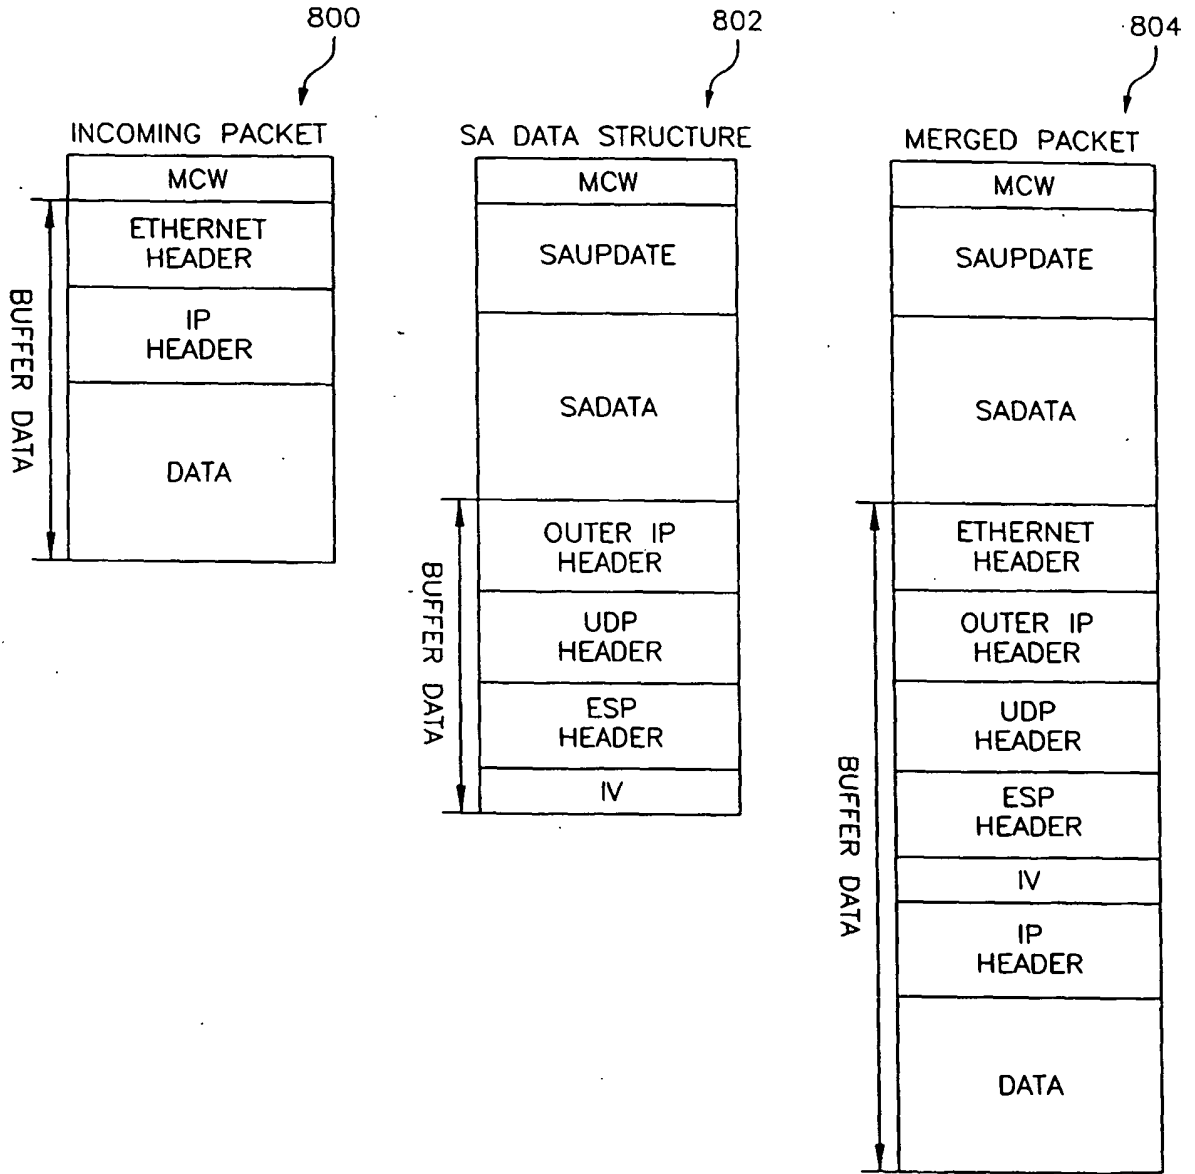 800
INCOMING PACKET
MCW
ETHERNET
HEADER
IP
HEADER
DATA
BUFFER DATA
802
SA DATA STRUCTURE
MCW
SAUPDATE
SADATA
OUTER IP
HEADER
UDP
HEADER
ESP
HEADER
IV
BUFFER DATA
804
MERGED PACKET
MCW
SAUPDATE
SADATA
ETHERNET
HEADER
OUTER IP
HEADER
UDP
HEADER
ESP
HEADER
IV
IP
HEADER
DATA
BUFFER DATA